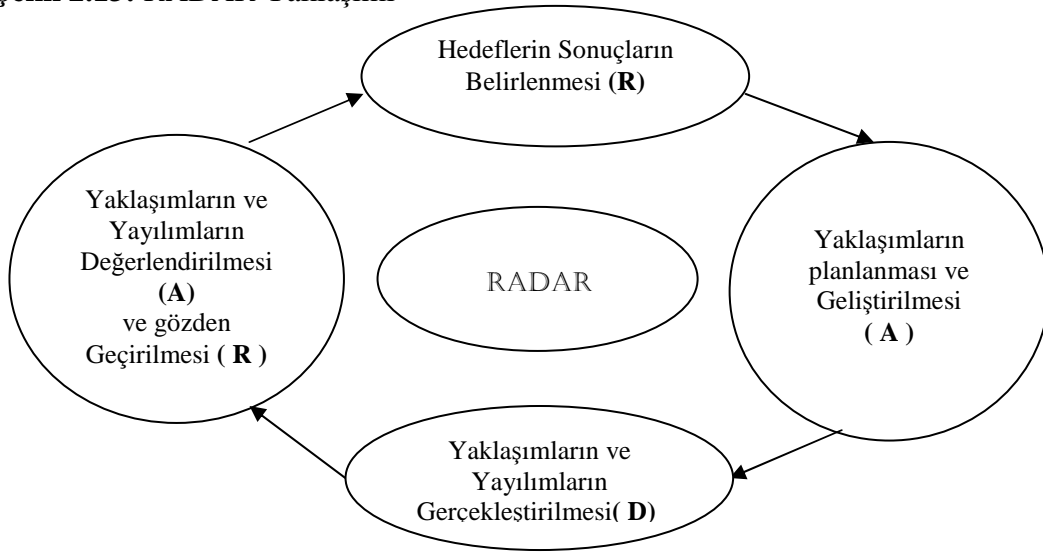 Hedeflerin Sonuçların
Belirlenmesi (R)
Yaklaşımların
planlanması ve
Geliştirilmesi
( A )
Yaklaşımların ve
Yayılımların
Gerçekleştirilmesi( D)
Yaklaşımların ve
Yayılımların
Değerlendirilmesi
(A)
ve gözden
Geçirilmesi ( R )
RADAR